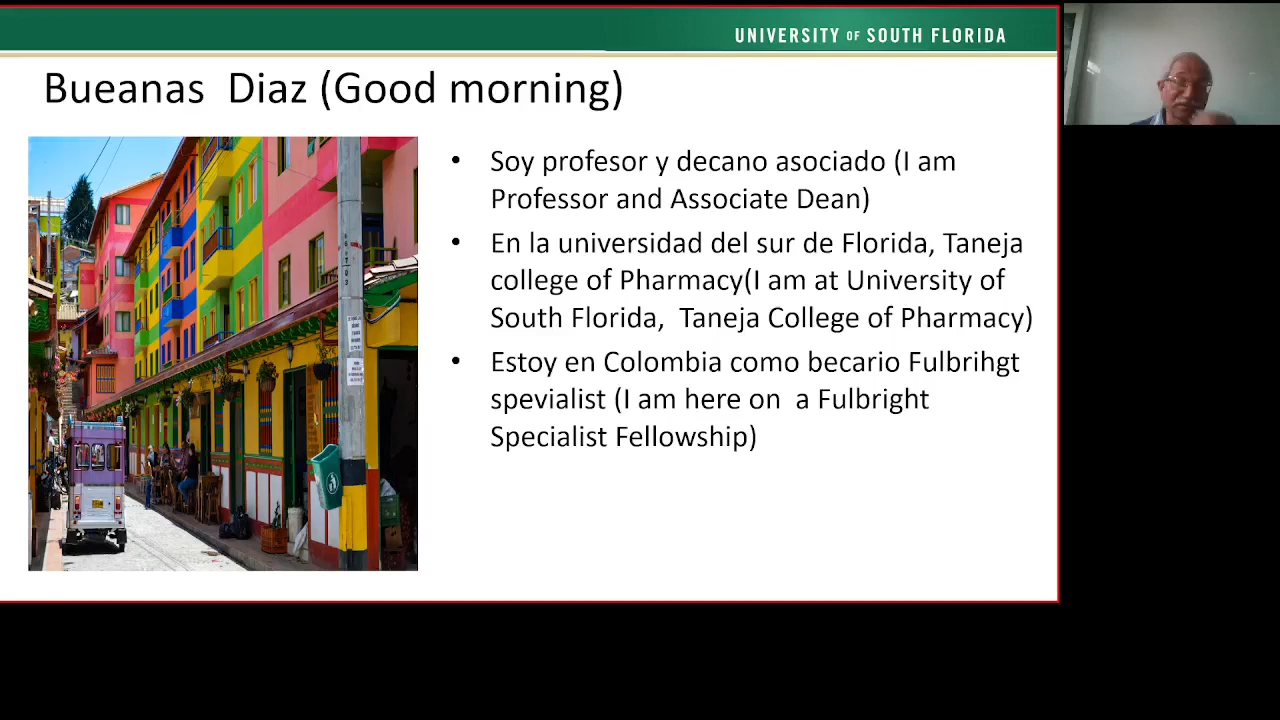 UNIVERSITY OF SOUTH FLORIDA
Bueanas Diaz (Good morning)
• Soy profesor y decano asociado (I am
Professor and Associate Dean)
• En la universidad del sur de Florida, Taneja
college of Pharmacy(I am at University of
South Florida, Taneja College of Pharmacy)
• Estoy en Colombia como becario Fulbrihgt
spevialist (I am here on a Fulbright
Specialist Fellowship)